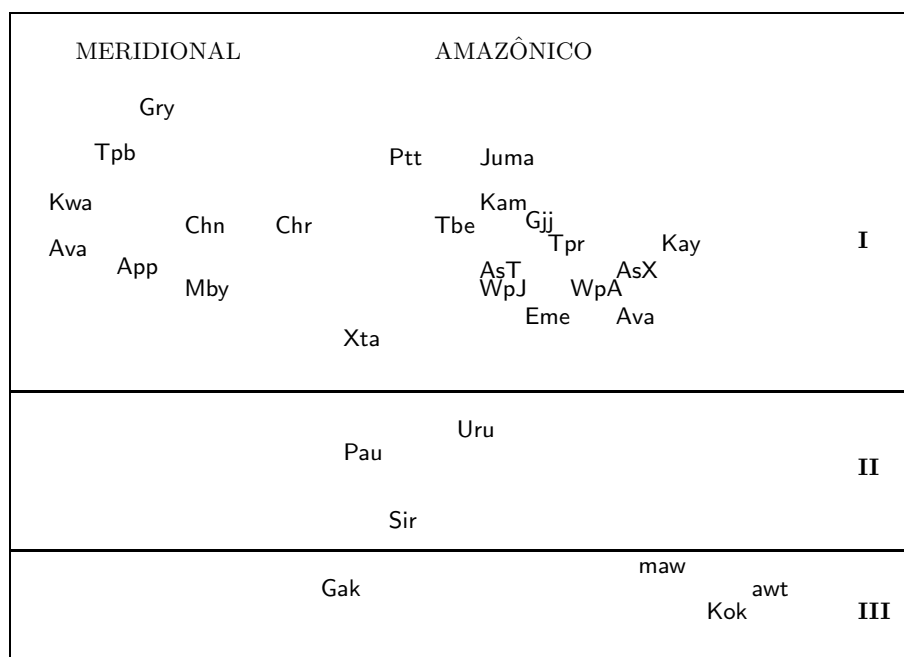 MERIDIONAL AMAZÔNICO
Gry
Tpb Ptt Juma
Kwa Kam
Chn Chr Tbe Gjj
Ava Tpr Kay I
App AsT AsX
Mby WpJ WpA
Eme Ava
Xta
Uru
Pau
II
Sir
maw
Gak awt
Kok III